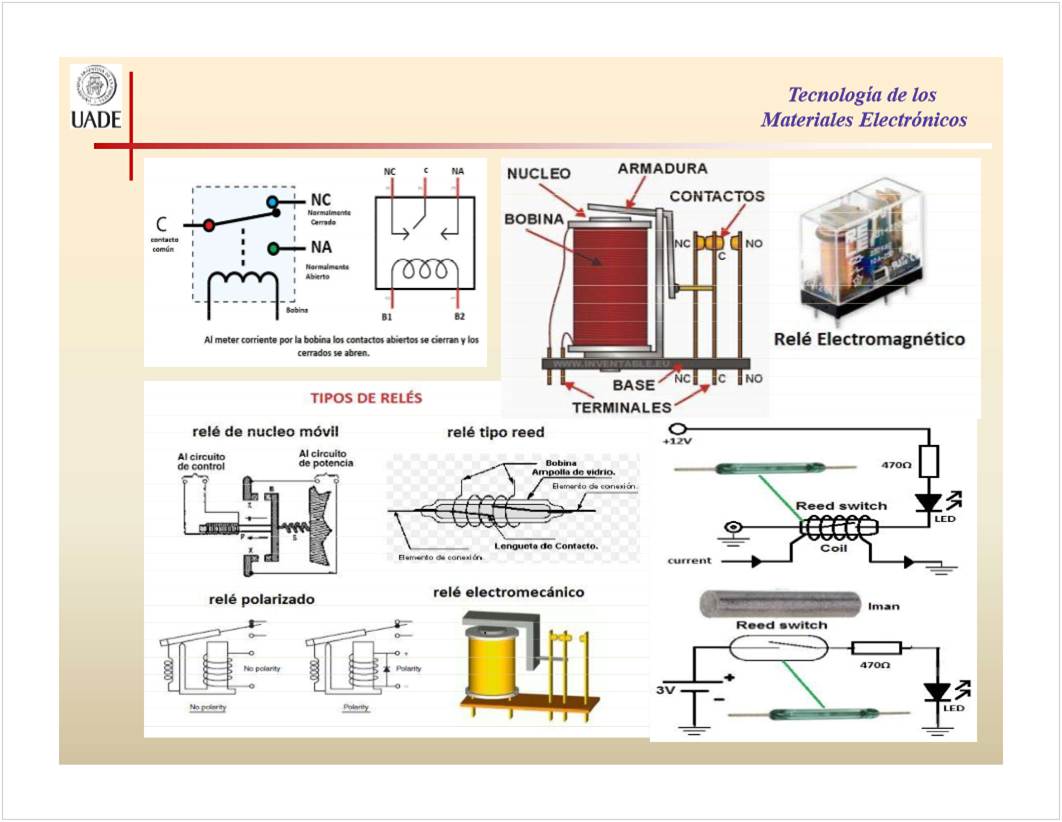 UADE
Tecnología de los
Materiales Electrónicos
C
contacto
común
NC
Normalmente
Cerrado
NA
Normalmente
Abierto
Bobina
NC
c
NA
B1
B2
Al meter corriente por la bobina los contactos abiertos se cierran y los
cerrados se abren.
NUCLEO
ARMADURA
CONTACTOS
BOBINA
NC
C
NO
WWW.INVENTABLE.EU
BASE
NC
C
NO
TERMINALES
Relé Electromagnético
TIPOS DE RELÉS
relé de nucleo móvil
Al circuito
de control
Al circuito
de potencia
relé tipo reed
Bobina
Ampolla de vidrio.
Elemento de conexión.
Lengueta de Contacto.
Elemento de conexión.
relé polarizado
No polarity
No polarity
+
Polarity
Polarity
relé electromecánico
+12V
470Ω
Reed switch
LED
Coil
current
Iman
Reed switch
470Ω
3V
+
-
LED